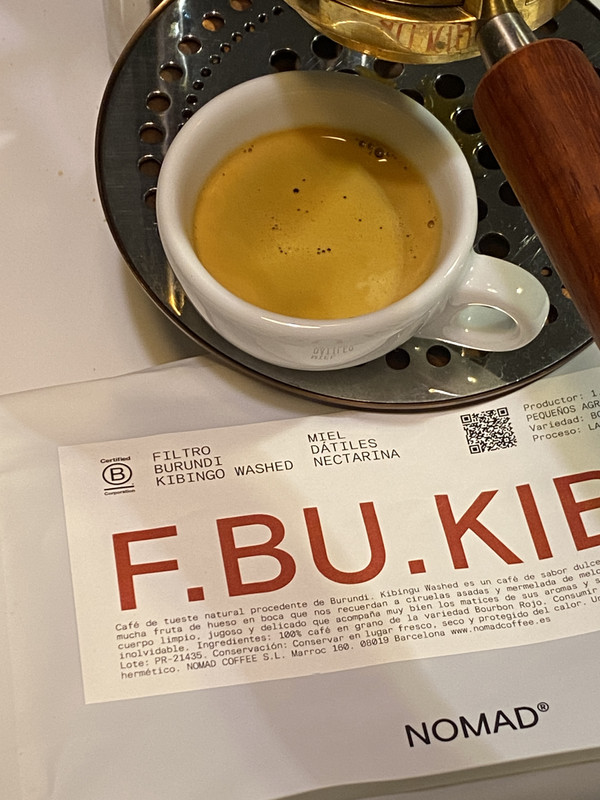 Certified
B
Corporation
FILTRO
BURUNDI
KIBINGO WASHED
MIEL
DÁTILES
NECTARINA
Productor: 1.
PEQUEÑOS AGR
Variedad: BO
Proceso: LA
F.BU.KIB
Café de tueste natural procedente de Burundi. Kibingu Washed es un café de sabor dulce
mucha fruta de hueso en boca que nos recuerdan a ciruelas asadas y mermelada de melo
cuerpo limpio, jugoso y delicado que acompaña muy bien los matices de sus aromas y s
inolvidable. Ingredientes: 100% café en grano de la variedad Bourbon Rojo. Consumir
Lote: PR-21435. Conservación: Conservar en lugar fresco, seco y protegido del calor. Un
hermético. NOMAD COFFEE S.L. Marroc 160, 08019 Barcelona www.nomadcoffee.es
NOMAD®